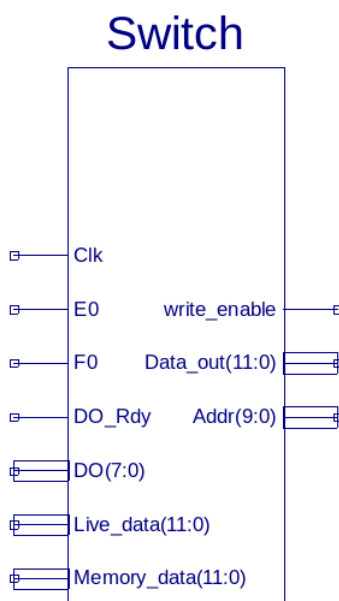 Switch
Clk
E0
write_enable
F0
Data_out(11:0)
DO_Rdy
Addr(9:0)
DO(7:0)
Live_data(11:0)
Memory_data(11:0)